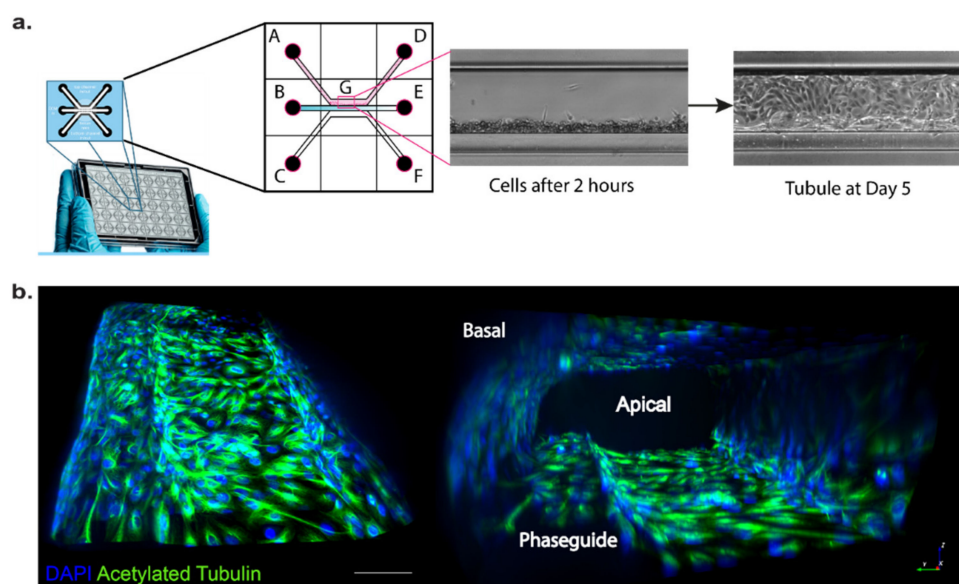 a.
A
D
G
B
E
C
F
Cells after 2 hours
Tubule at Day 5
b.
Basal
Apical
Phaseguide
DAPI Acetylated Tubulin
Y
X